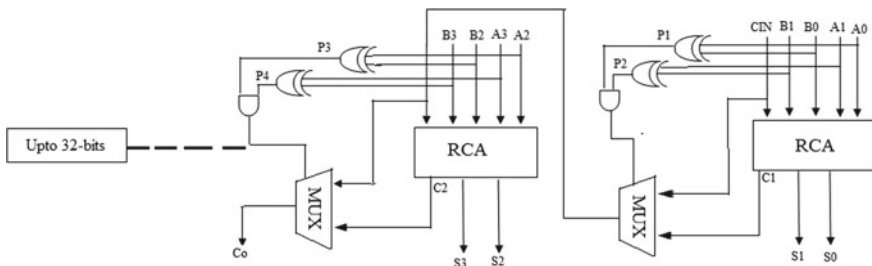 P3 B3 B2 A3 A2 P1 CIN B1 B0 A1 A0
P4 P2
Upto 32-bits RCA RCA
MUX C2 MUX C1
Co S3 S2 S1 S0